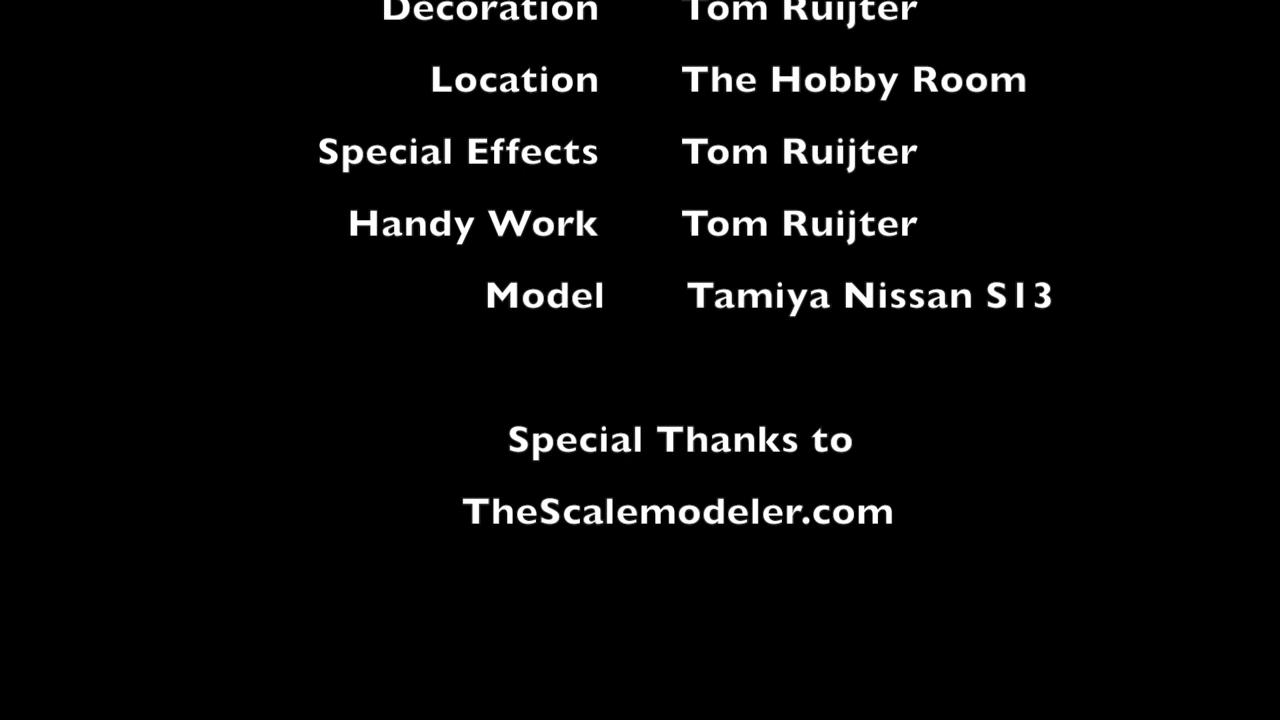 Decoration Tom Ruijter
Location The Hobby Room
Special Effects Tom Ruijter
Handy Work Tom Ruijter
Model Tamiya Nissan S13
Special Thanks to
TheScalemodeler.com